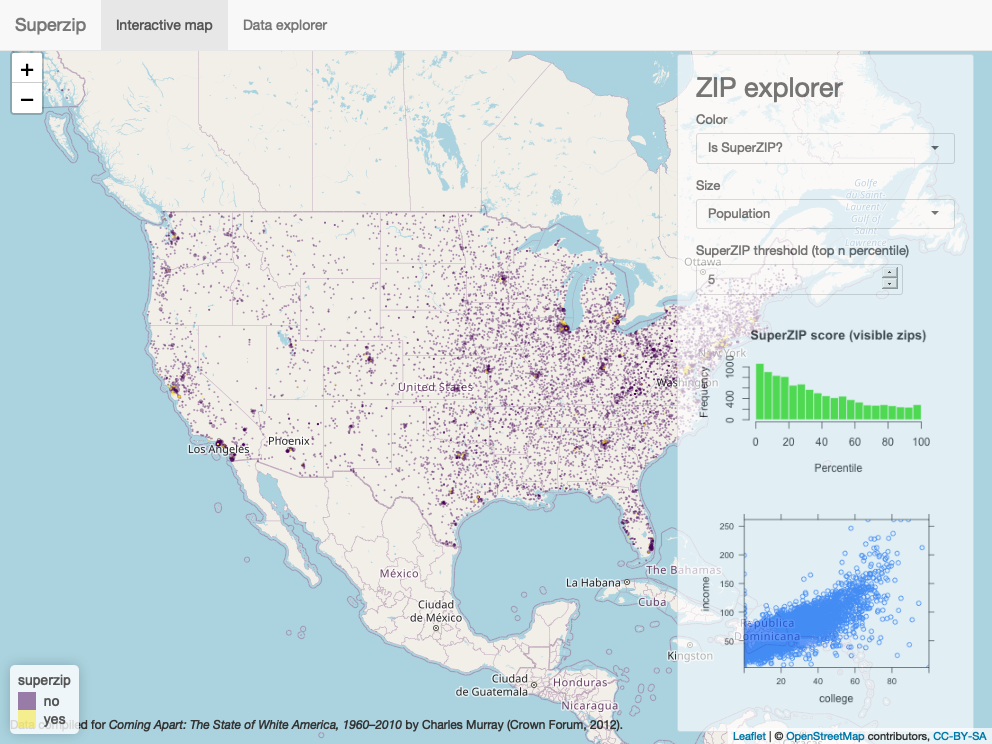 Superzip
Interactive map
Data explorer
+
−
ZIP explorer
Color
Is SuperZIP?
Size
Population
SuperZIP threshold (top n percentile)
5
Golfe
du Saint
Laurent
Gulf of
Saint
Lawrence
Ottawa
SuperZIP score (visible zips)
New York
Washington
United States
Phoenix
Los Angeles
Frequency
0 400 1000
0 20 40 60 80 100
Percentile
The Bahamas
La Habana
Cuba
México
Ciudad
de México
Kingston
Ciudad
de Guatemala
Honduras
Nicaragua
income
250
200
150
100
50
20 40 60 80
college
superzip
no
yes
Data compiled for Coming Apart: The State of White America, 1960–2010 by Charles Murray (Crown Forum, 2012).
Leaflet | © OpenStreetMap contributors, CC-BY-SA